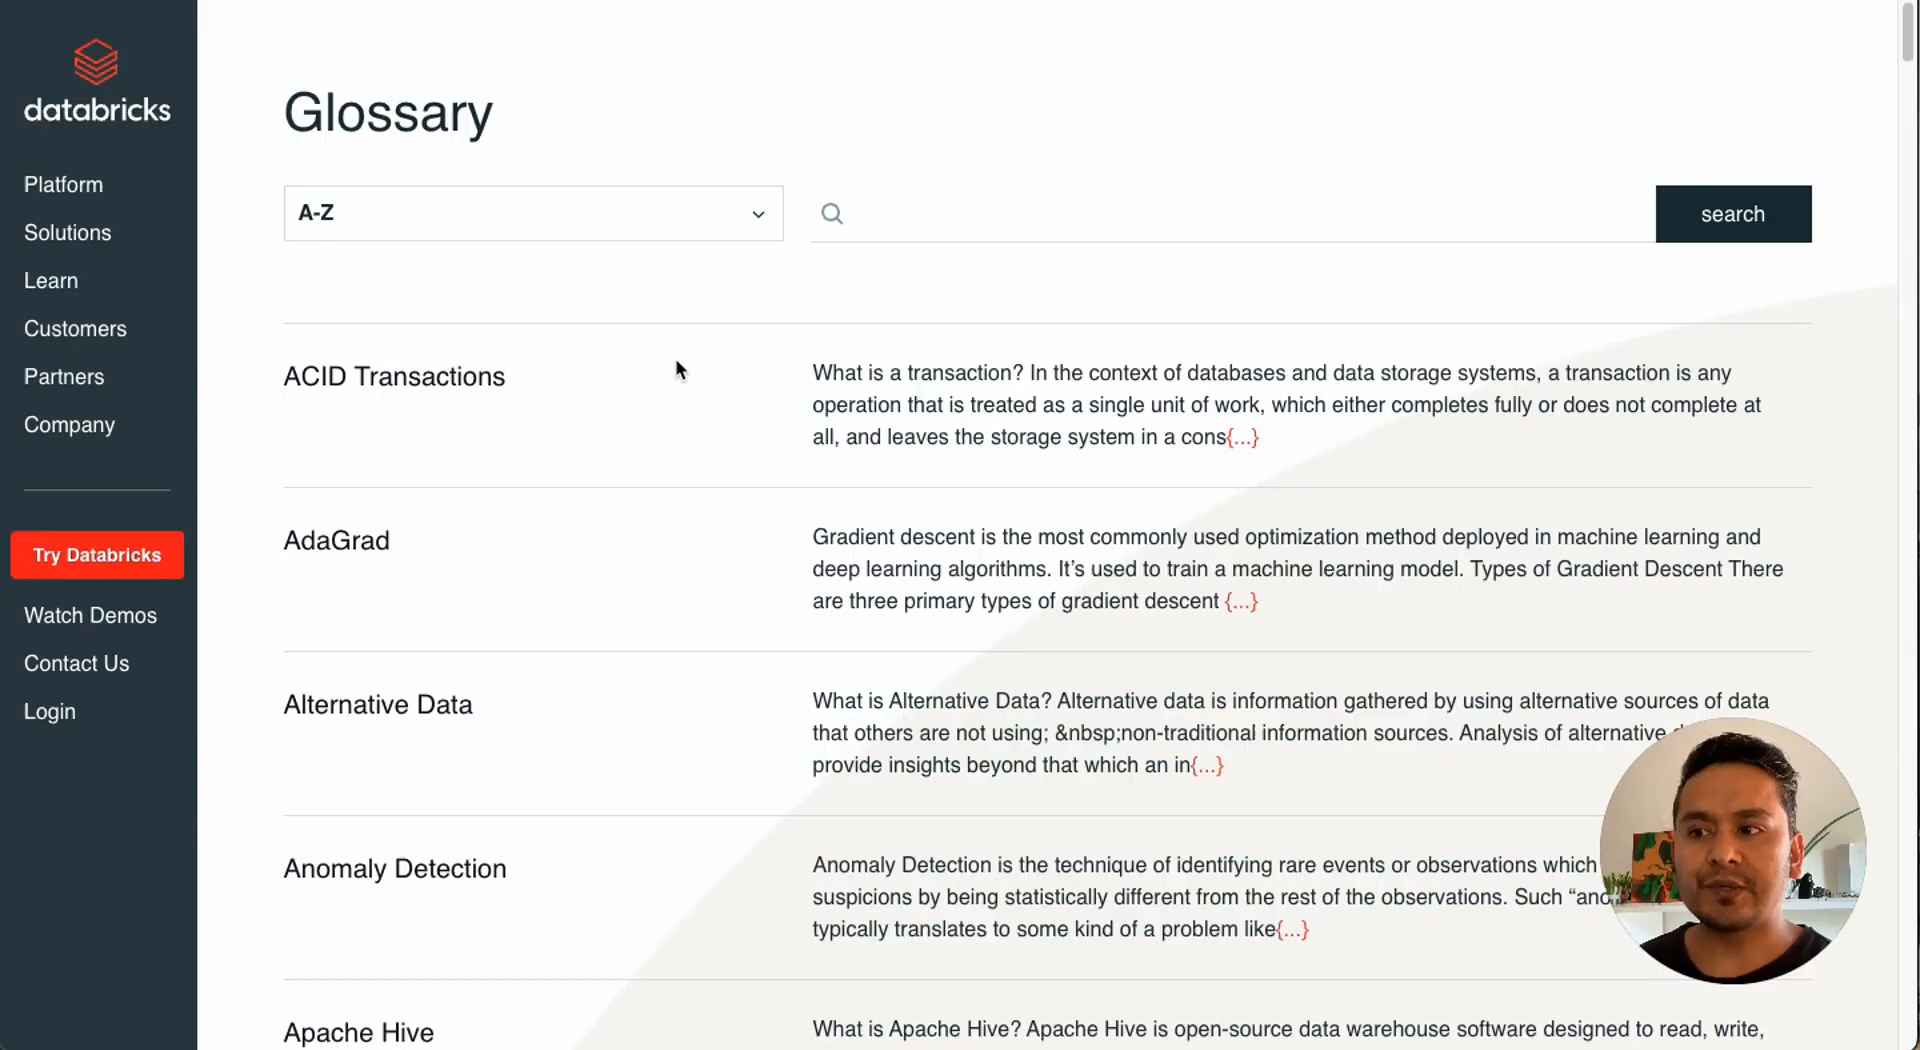 databricks
Platform
Solutions
Learn
Customers
Partners
Company
Try Databricks
Watch Demos
Contact Us
Login
Glossary
A-Z
search
ACID Transactions
What is a transaction? In the context of databases and data storage systems, a transaction is any
operation that is treated as a single unit of work, which either completes fully or does not complete at
all, and leaves the storage system in a cons{...}
AdaGrad
Gradient descent is the most commonly used optimization method deployed in machine learning and
deep learning algorithms. It’s used to train a machine learning model. Types of Gradient Descent There
are three primary types of gradient descent {...}
Alternative Data
What is Alternative Data? Alternative data is information gathered by using alternative sources of data
that others are not using; &nbsp;non-traditional information sources. Analysis of alternative
provide insights beyond that which an in{...}
Anomaly Detection
Anomaly Detection is the technique of identifying rare events or observations which
suspicions by being statistically different from the rest of the observations. Such
typically translates to some kind of a problem like{...}
Apache Hive
What is Apache Hive? Apache Hive is open-source data warehouse software designed to read, write,